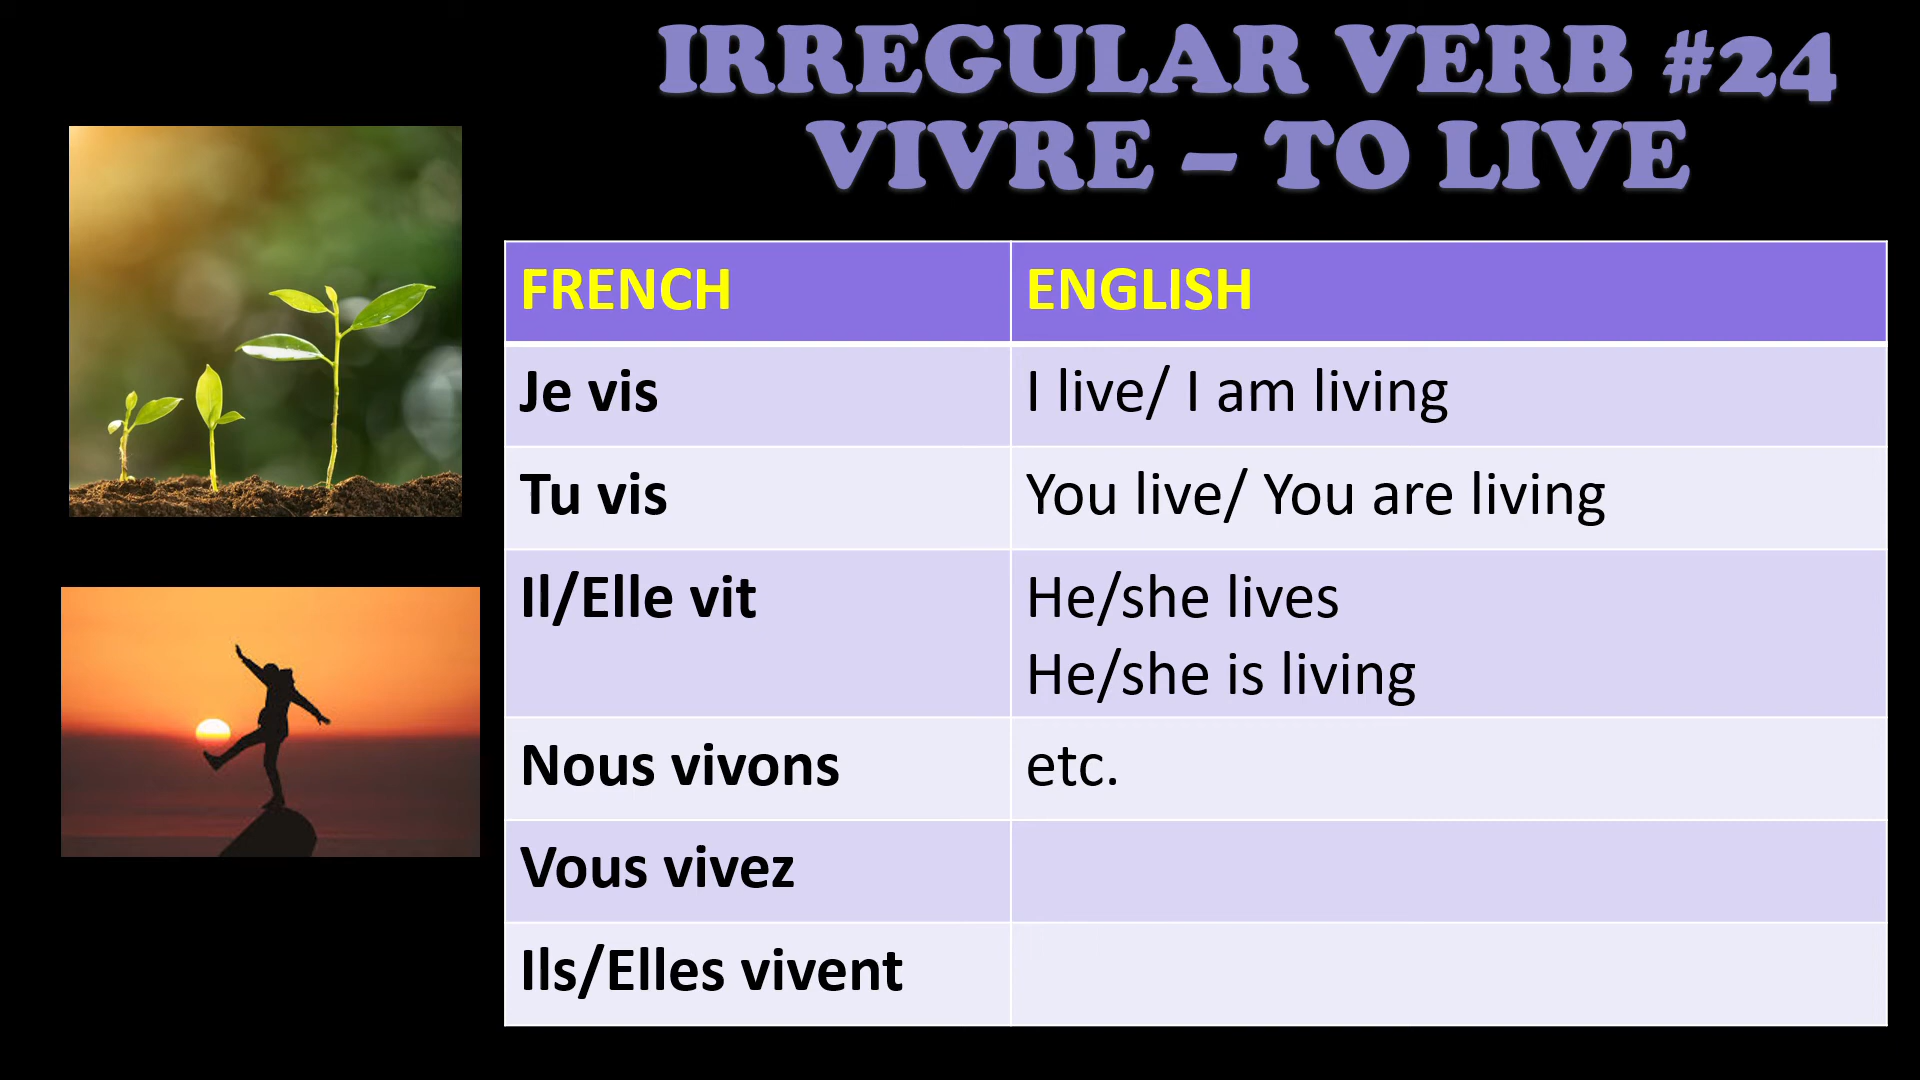 IRREGULAR VERB #24
VIVRE – TO LIVE
FRENCH ENGLISH
Je vis I live/ I am living
Tu vis You live/ You are living
Il/Elle vit He/she lives
He/she is living
Nous vivons etc.
Vous vivez
Ils/Elles vivent